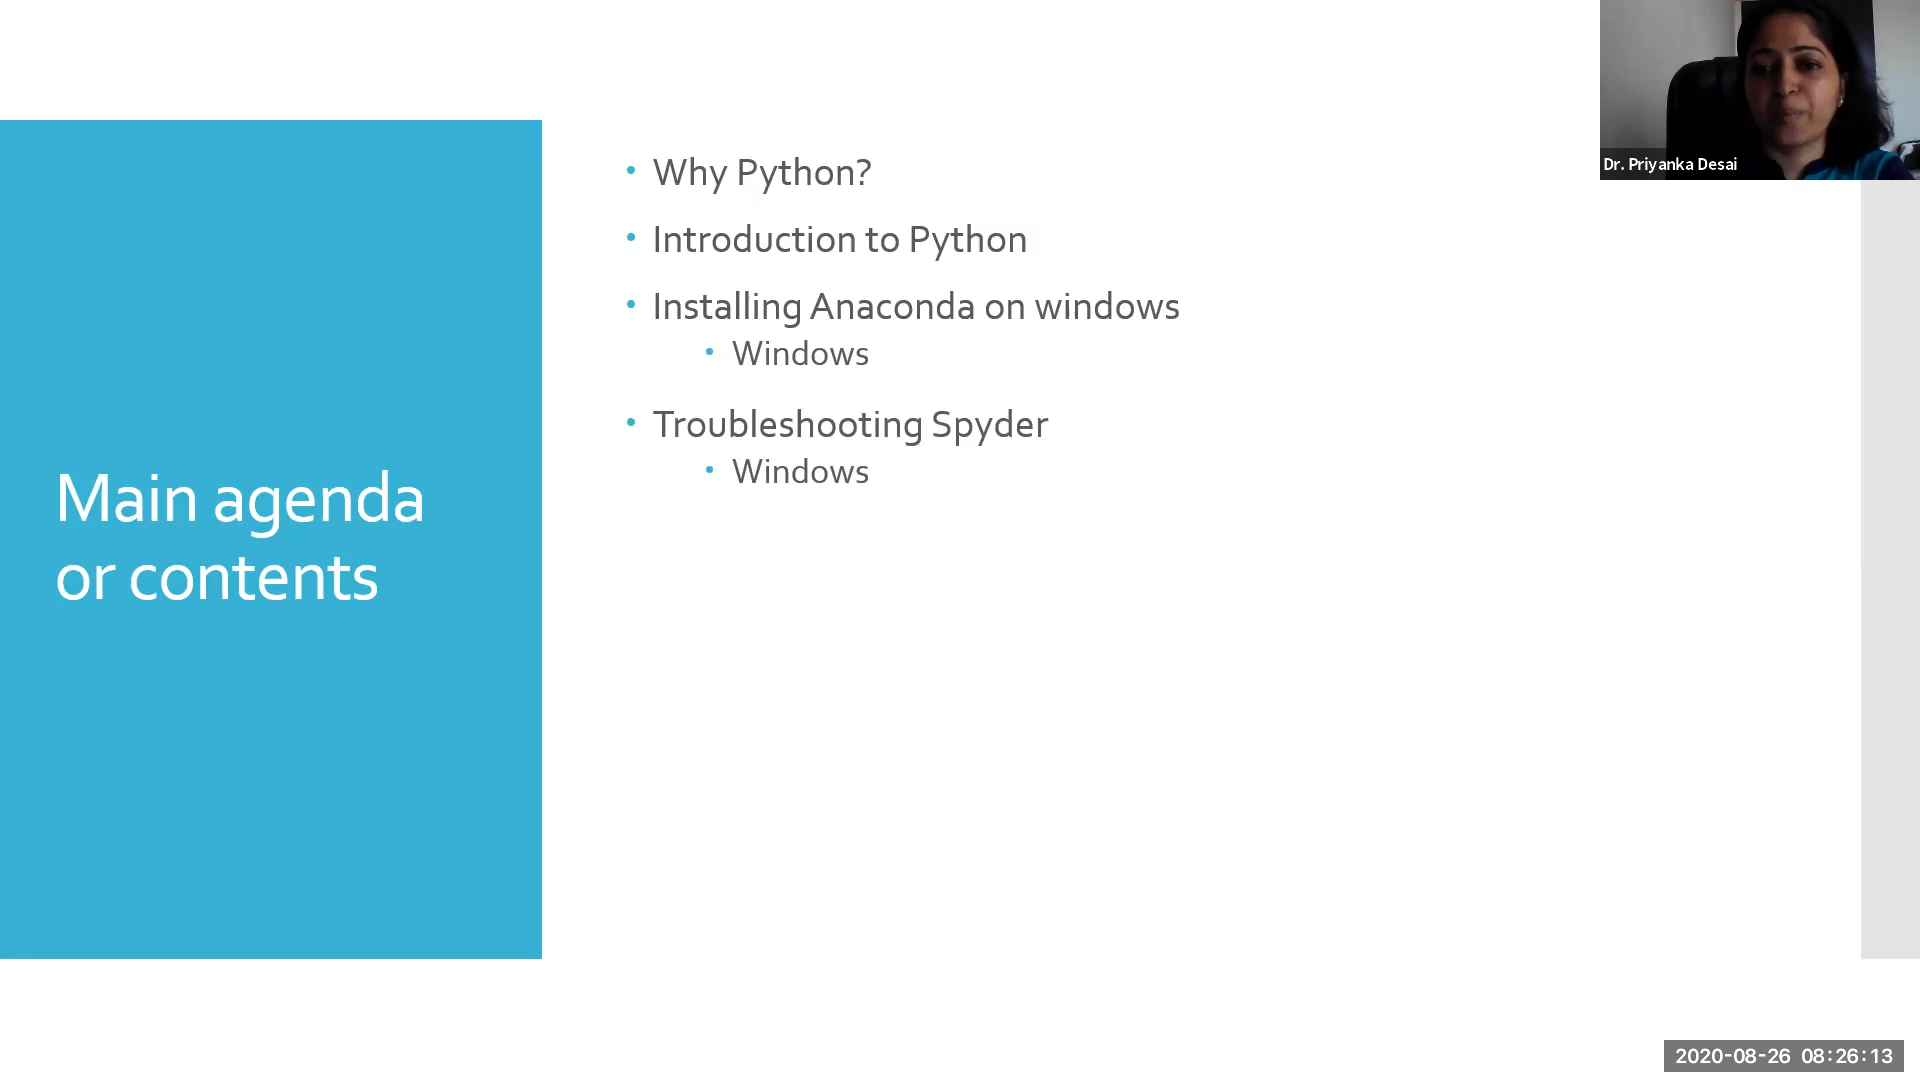 Main agenda
or contents
Why Python?
Introduction to Python
Installing Anaconda on windows
Windows
Troubleshooting Spyder
Windows
Dr. Priyanka Desai
2020-08-26 08:26:13